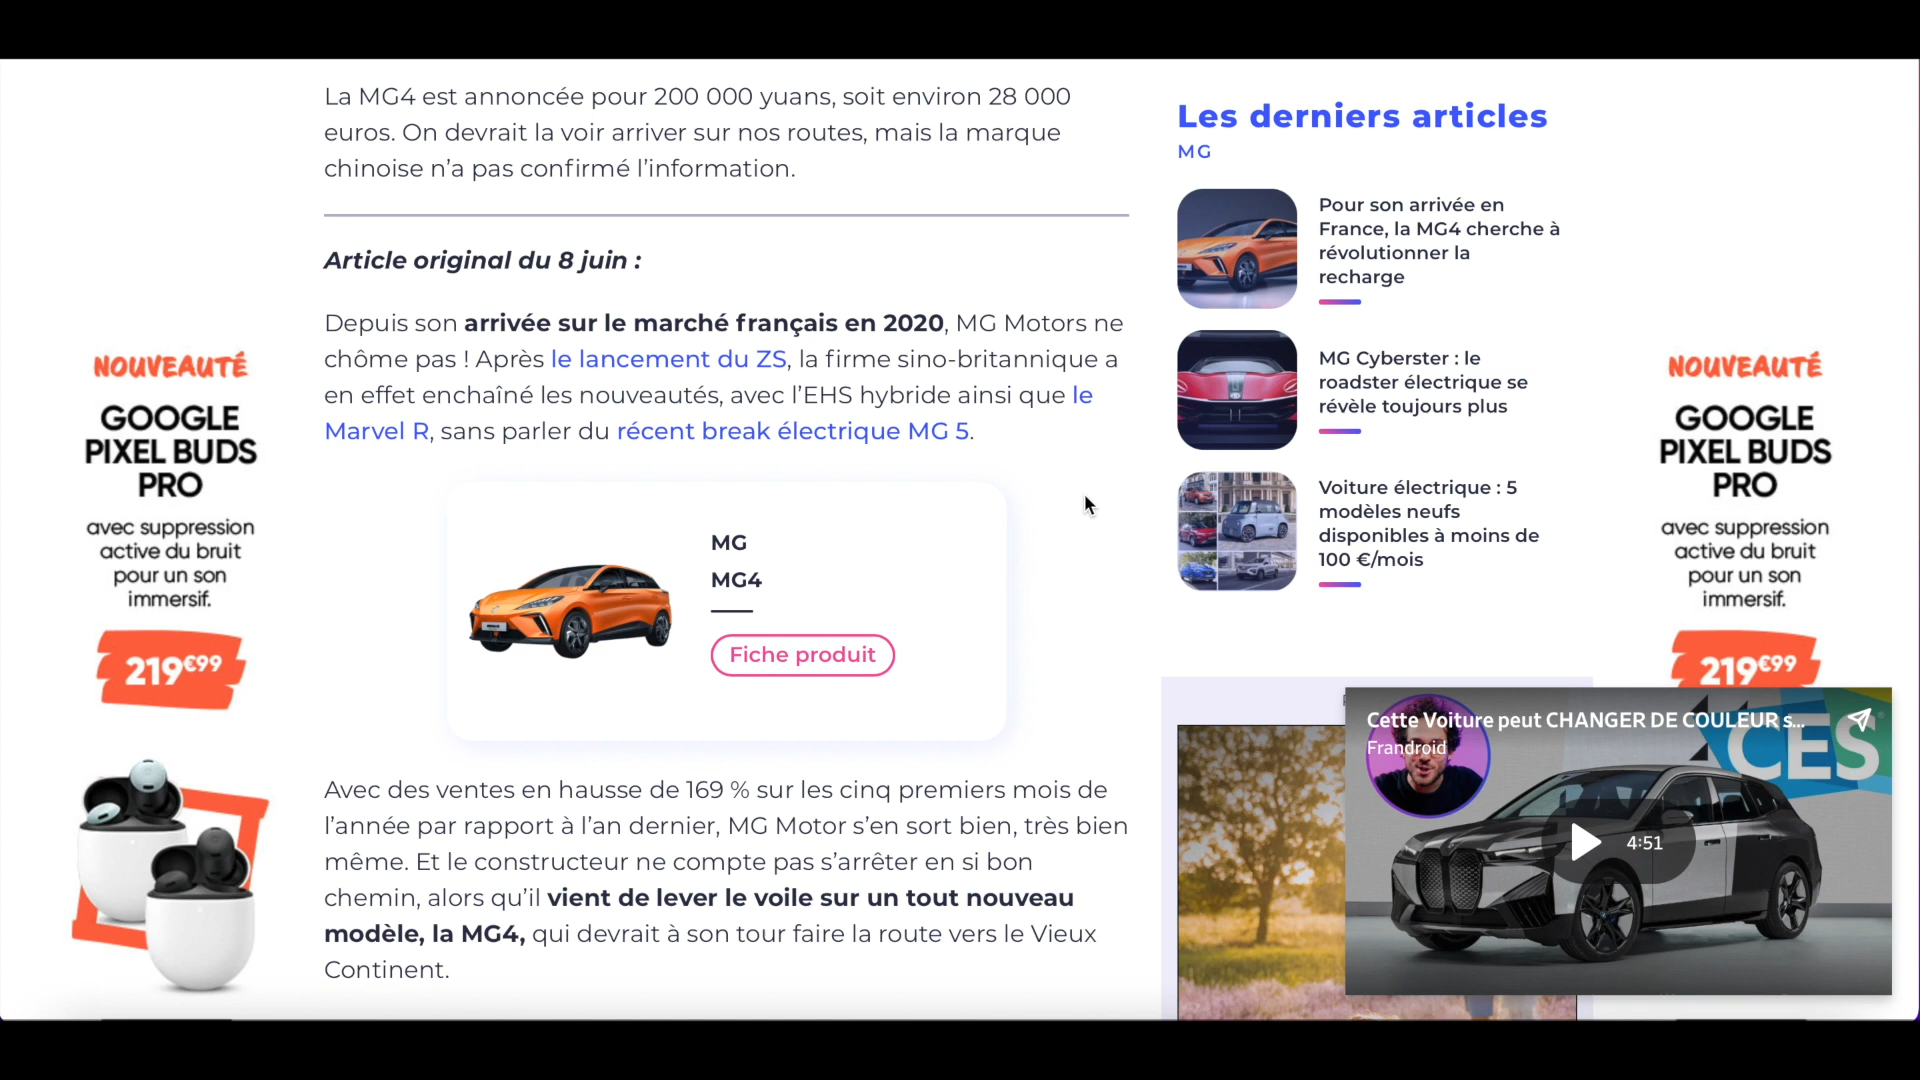 La MG4 est annoncée pour 200 000 yuans, soit environ 28 000
euros. On devrait la voir arriver sur nos routes, mais la marque
chinoise n’a pas confirmé l’information.
Article original du 8 juin :
Depuis son arrivée sur le marché français en 2020, MG Motors ne
chôme pas ! Après le lancement du ZS, la firme sino-britannique a
en effet enchaîné les nouveautés, avec l’EHS hybride ainsi que le
Marvel R, sans parler du récent break électrique MG 5.
MG
MG4
Fiche produit
Avec des ventes en hausse de 169 % sur les cinq premiers mois de
l’année par rapport à l’an dernier, MG Motor s’en sort bien, très bien
même. Et le constructeur ne compte pas s’arrêter en si bon
chemin, alors qu’il vient de lever le voile sur un tout nouveau
modèle, la MG4, qui devrait à son tour faire la route vers le Vieux
Continent.
Les derniers articles
MG
Pour son arrivée en
France, la MG4 cherche à
révolutionner la
recharge
MG Cyberster : le
roadster électrique se
révèle toujours plus
Voiture électrique : 5
modèles neufs
disponibles à moins de
100 €/mois
Cette Voiture peut CHANGER DE COULEUR s...
Frandroid
CES
4:51
NOUVEAUTÉ
GOOGLE
PIXEL BUDS
PRO
avec suppression
active du bruit
pour un son
immersif.
219€99
NOUVEAUTÉ
GOOGLE
PIXEL BUDS
PRO
avec suppression
active du bruit
pour un son
immersif.
219€99